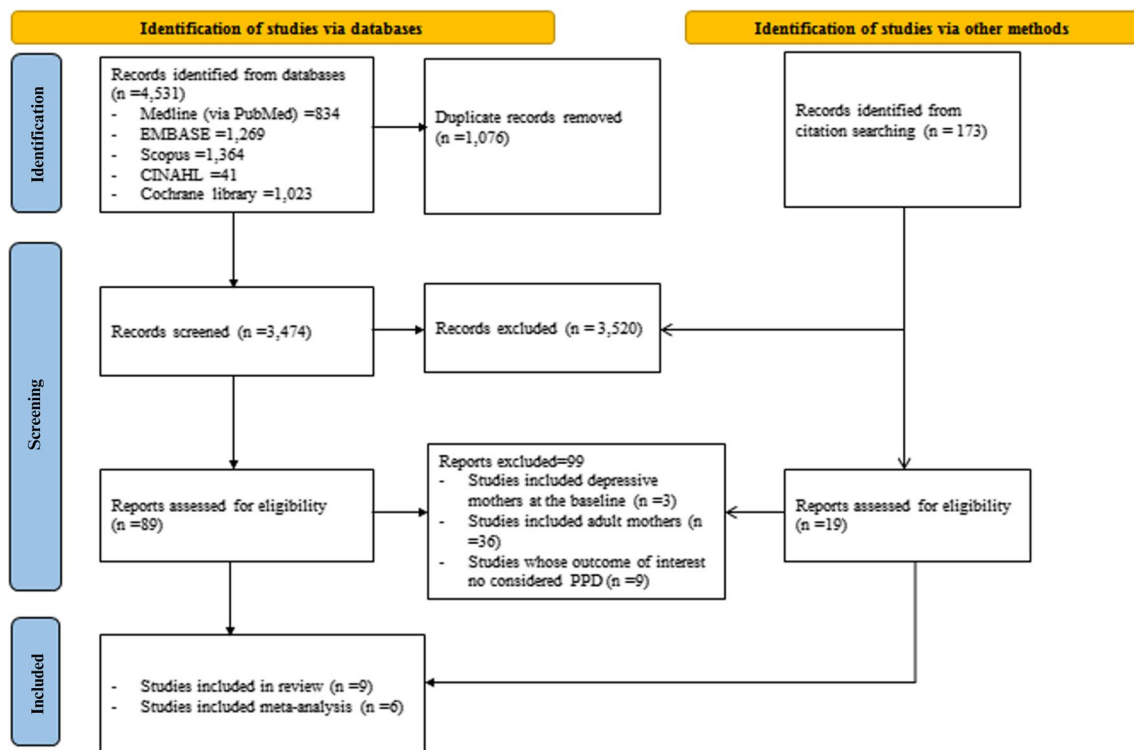 Identification of studies via databases
Identification of studies via other methods
Identification
Records identified from databases
(n =4,531)
- Medline (via PubMed) =834
- EMBASE =1,269
- Scopus =1,364
- CINAHL =41
- Cochrane library =1,023
Duplicate records removed
(n =1,076)
Records identified from
citation searching (n = 173)
Screening
Records screened (n =3,474)
Records excluded (n = 3,520)
Reports assessed for eligibility
(n =89)
Reports excluded=99
- Studies included depressive
mothers at the baseline (n =3)
- Studies included adult mothers (n
=36)
- Studies whose outcome of interest
no considered PPD (n =9)
Reports assessed for eligibility
(n =19)
Included
- Studies included in review (n =9)
- Studies included meta-analysis (n =6)